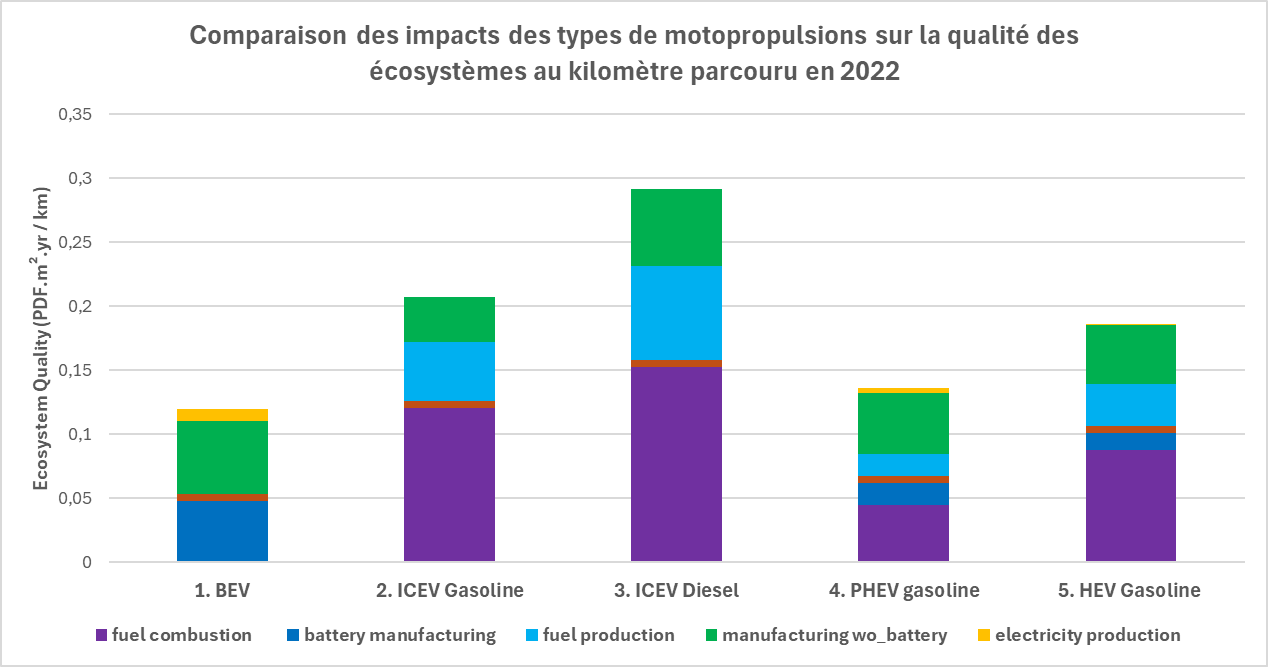 Comparaison des impacts des types de motopropulsions sur la qualité des
écosystèmes au kilomètre parcouru en 2022
Ecosystem Quality (PDF.m².yr / km)
0,35
0,3
0,25
0,2
0,15
0,1
0,05
0
1. BEV 2. ICEV Gasoline 3. ICEV Diesel 4. PHEV gasoline 5. HEV Gasoline
fuel combustion battery manufacturing fuel production manufacturing wo_battery electricity production